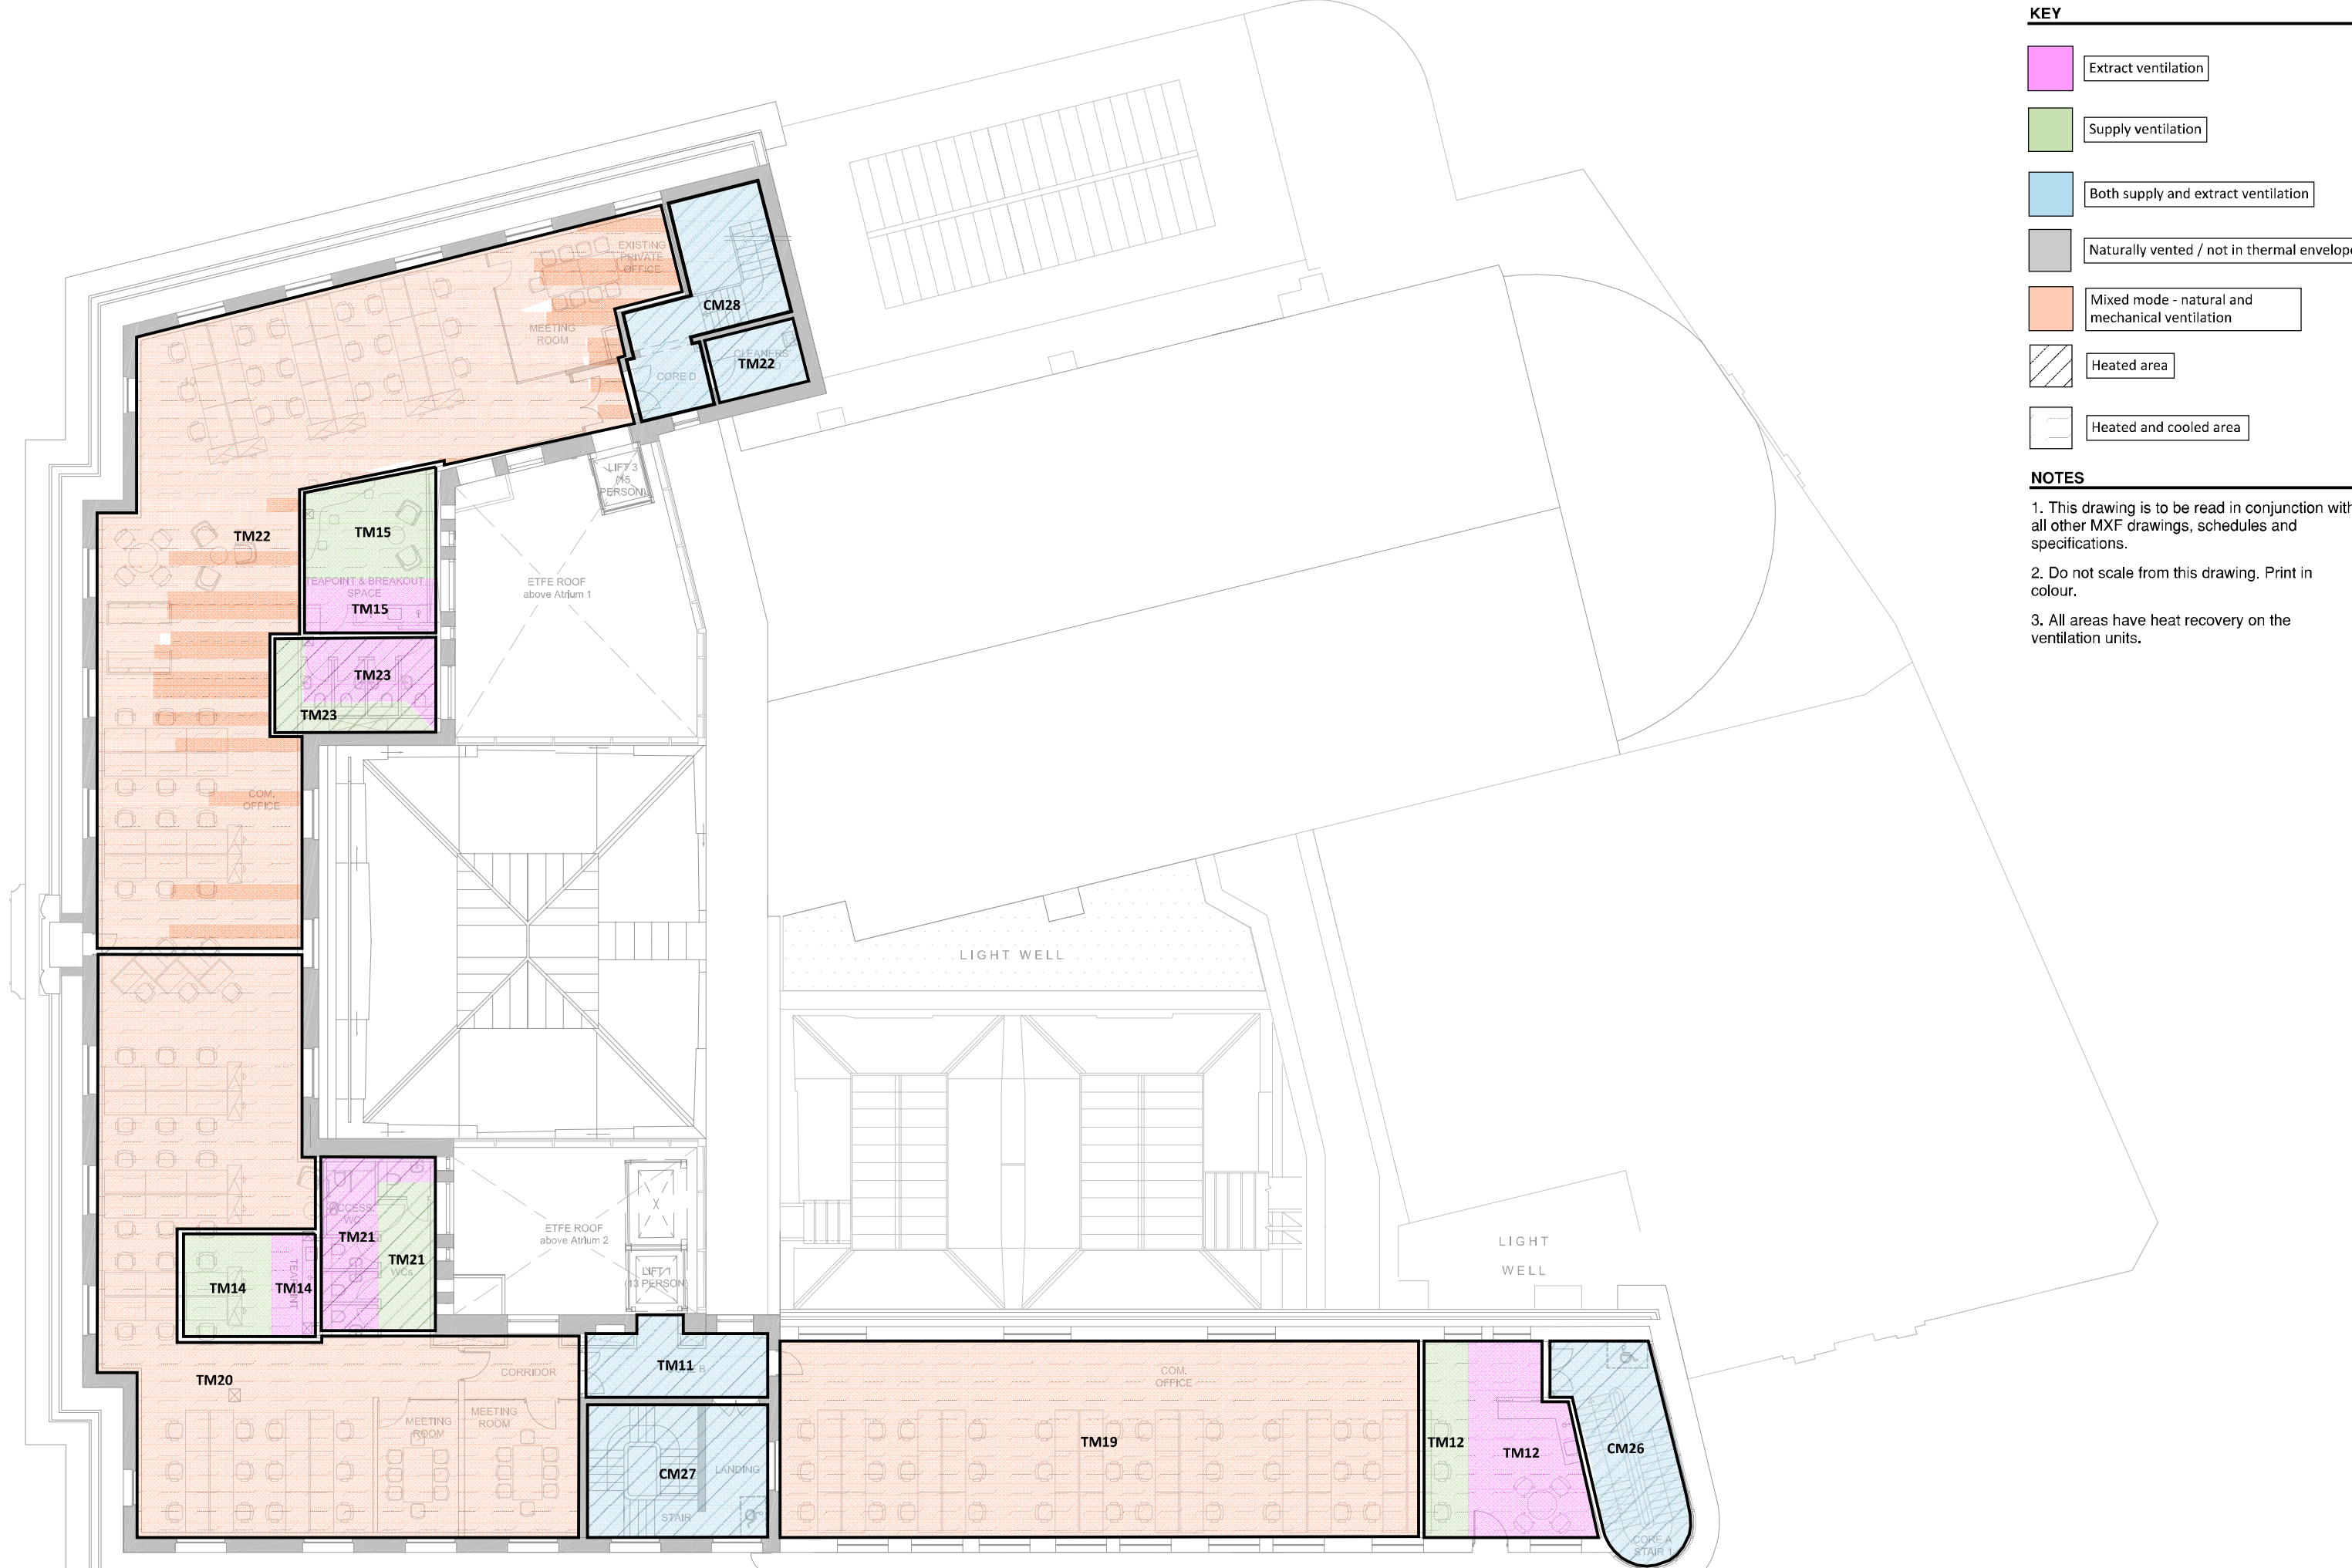 KEY
Extract ventilation
Supply ventilation
Both supply and extract ventilation
Naturally vented / not in thermal envelope
Mixed mode - natural and
mechanical ventilation
Heated area
Heated and cooled area
NOTES
1. This drawing is to be read in conjunction with
all other MXF drawings, schedules and
specifications.
2. Do not scale from this drawing. Print in
colour.
3. All areas have heat recovery on the
ventilation units.
EXISTING
PRIVATE
OFFICE
MEETING
ROOM
CM28
CLEANERS
TM22
CORE D
LIFT 3
(15
PERSON)
TM22
TM15
TEAPOINT & BREAKOUT
SPACE
TM15
ETFE ROOF
above Atrium 1
TM23
TM23
COM.
OFFICE
LIGHT WELL
ACCESS.
WC
TM21
TM21
WCs
ETFE ROOF
above Atrium 2
LIFT 1
(13 PERSON)
LIGHT
WELL
TM14
TM14
TEAPOINT
TM20
CORRIDOR
MEETING
ROOM
MEETING
ROOM
TM11
CM27
LANDING
STAIR
COM.
OFFICE
TM19
TM12
TM12
CM26
CORE A
STAIR 1